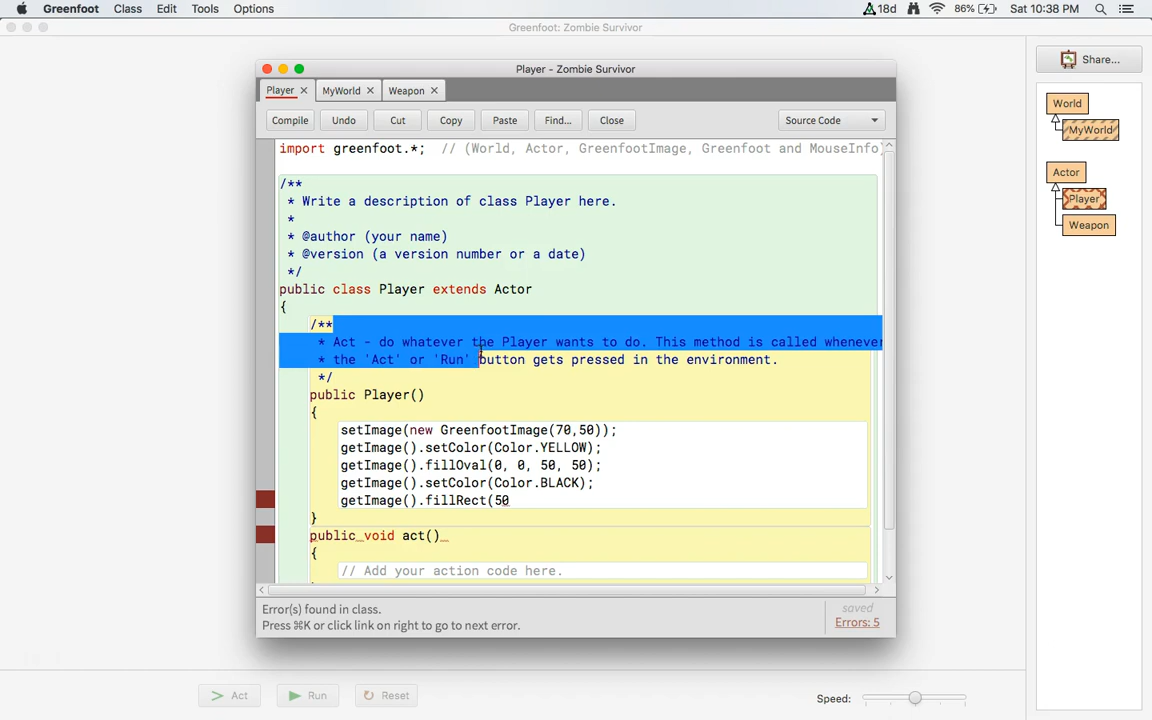 Greenfoot Class Edit Tools Options
18d 86% Sat 10:38 PM
Greenfoot: Zombie Survivor
Player - Zombie Survivor
Player MyWorld Weapon
Compile Undo Cut Copy Paste Find... Close Source Code
import greenfoot.*; // (World, Actor, GreenfootImage, Greenfoot and MouseInfo)
/**
* Write a description of class Player here.
*
* @author (your name)
* @version (a version number or a date)
*/
public class Player extends Actor
{
/**
* Act - do whatever the Player wants to do. This method is called whenever
* the 'Act' or 'Run' button gets pressed in the environment.
*/
public Player()
{
setImage(new GreenfootImage(70,50));
getImage().setColor(Color.YELLOW);
getImage().fillOval(0, 0, 50, 50);
getImage().setColor(Color.BLACK);
getImage().fillRect(50
}
public void act()
{
// Add your action code here.
Error(s) found in class.
Press ⌘K or click link on right to go to next error.
saved
Errors: 5
Share...
World
MyWorld
Actor
Player
Weapon
Act Run Reset Speed: